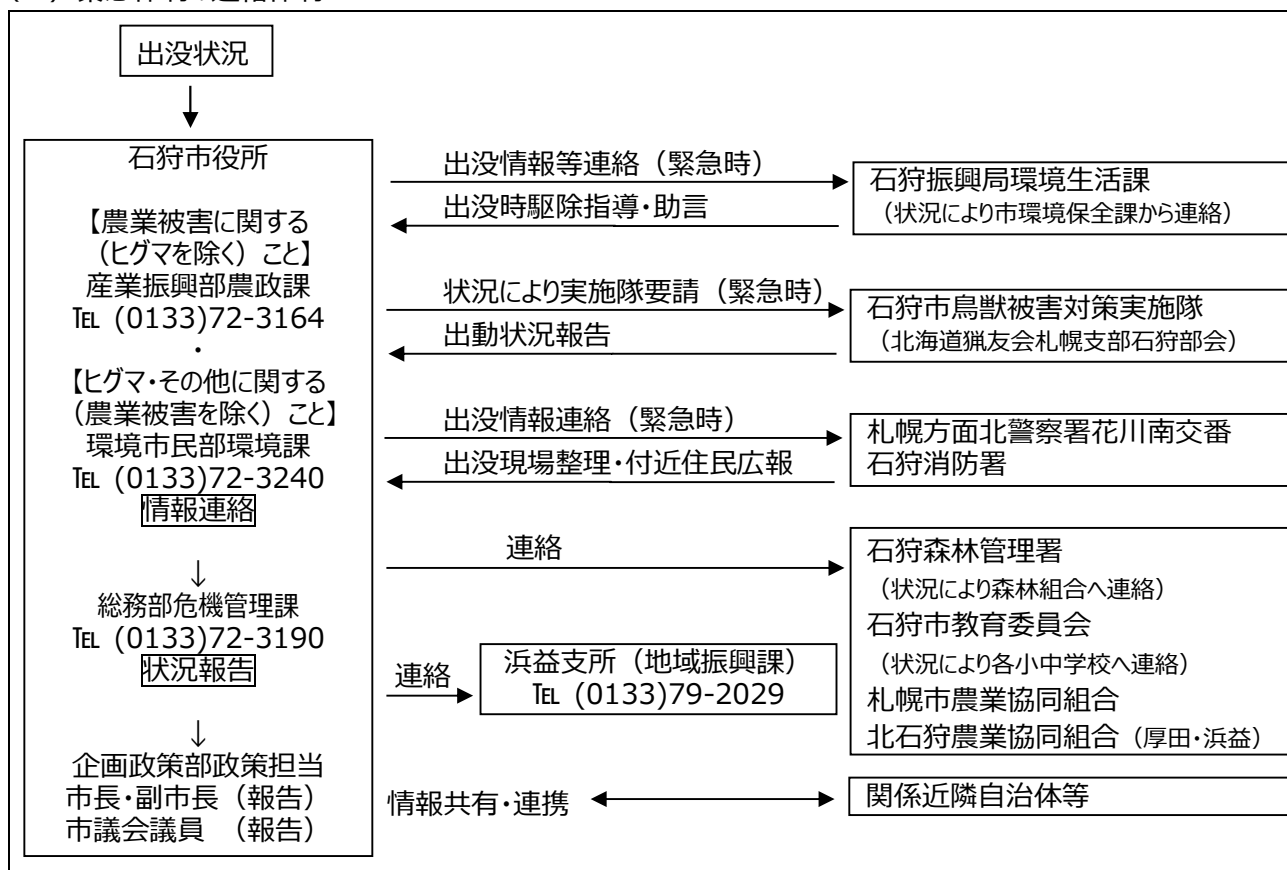 出没状況
石狩市役所
【農業被害に関する
（ヒグマを除く）こと】
産業振興部農政課
℡ (0133)72-3164
・
【ヒグマ・その他に関する
（農業被害を除く）こと】
環境市民部環境課
℡ (0133)72-3240
情報連絡
↓
総務部危機管理課
℡ (0133)72-3190
状況報告
↓
企画政策部政策担当
市長・副市長（報告）
市議会議員　（報告）
出没情報等連絡（緊急時）
出没時駆除指導・助言
石狩振興局環境生活課
（状況により市環境保全課から連絡）
状況により実施隊要請（緊急時）
出動状況報告
石狩市鳥獣被害対策実施隊
（北海道猟友会札幌支部石狩部会）
出没情報連絡（緊急時）
出没現場整理・付近住民広報
札幌方面北警察署花川南交番
石狩消防署
連絡
石狩森林管理署
（状況により森林組合へ連絡）
石狩市教育委員会
（状況により各小中学校へ連絡）
札幌市農業協同組合
北石狩農業協同組合（厚田・浜益）
連絡
浜益支所（地域振興課）
℡ (0133)79-2029
情報共有・連携
関係近隣自治体等